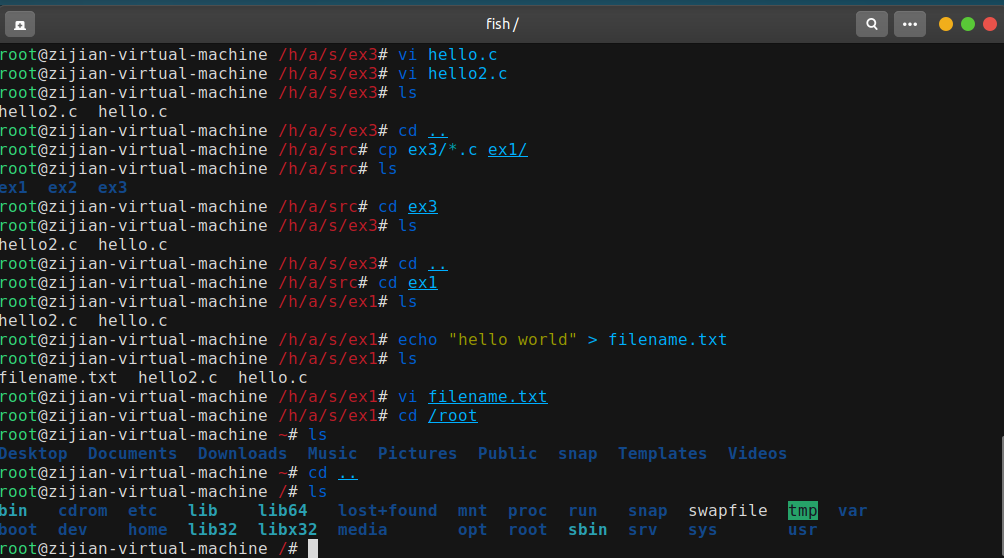 fish /
root@zijian-virtual-machine /h/a/s/ex3# vi hello.c
root@zijian-virtual-machine /h/a/s/ex3# vi hello2.c
root@zijian-virtual-machine /h/a/s/ex3# ls
hello2.c  hello.c
root@zijian-virtual-machine /h/a/s/ex3# cd ..
root@zijian-virtual-machine /h/a/src# cp ex3/*.c ex1/
root@zijian-virtual-machine /h/a/src# ls
ex1  ex2  ex3
root@zijian-virtual-machine /h/a/src# cd ex3
root@zijian-virtual-machine /h/a/s/ex3# ls
hello2.c  hello.c
root@zijian-virtual-machine /h/a/s/ex3# cd ..
root@zijian-virtual-machine /h/a/src# cd ex1
root@zijian-virtual-machine /h/a/s/ex1# ls
hello2.c  hello.c
root@zijian-virtual-machine /h/a/s/ex1# echo "hello world" > filename.txt
root@zijian-virtual-machine /h/a/s/ex1# ls
filename.txt  hello2.c  hello.c
root@zijian-virtual-machine /h/a/s/ex1# vi filename.txt
root@zijian-virtual-machine /h/a/s/ex1# cd /root
root@zijian-virtual-machine ~# ls
Desktop  Documents  Downloads  Music  Pictures  Public  snap  Templates  Videos
root@zijian-virtual-machine ~# cd ..
root@zijian-virtual-machine /# ls
bin   cdrom  etc   lib    lib64   lost+found  mnt  proc  run   snap  swapfile  tmp  var
boot  dev    home  lib32  libx32  media       opt  root  sbin  srv   sys       usr
root@zijian-virtual-machine /#